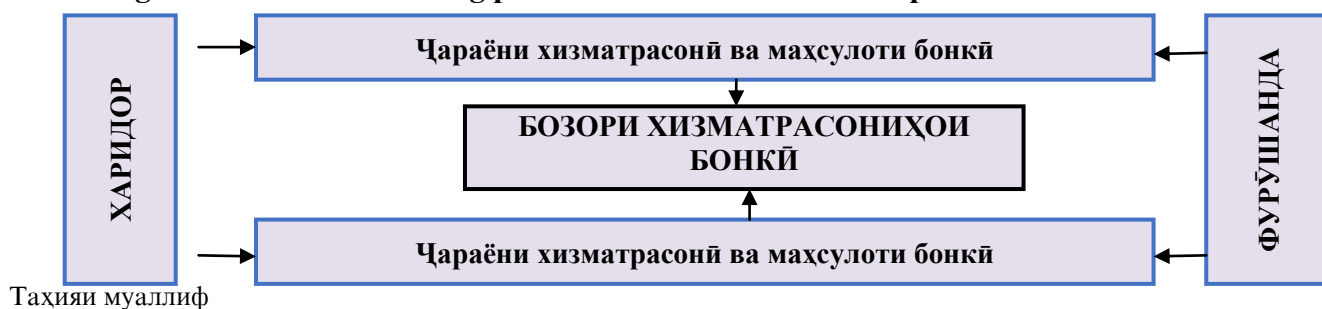 Ҷараёни хизматрасонӣ ва маҳсулоти бонкӣ
ХАРИДОР
БОЗОРИ ХИЗМАТРАСОНИҲОИ
БОНКӢ
ФУРӮШАНДА
Ҷараёни хизматрасонӣ ва маҳсулоти бонкӣ
Таҳияи муаллиф